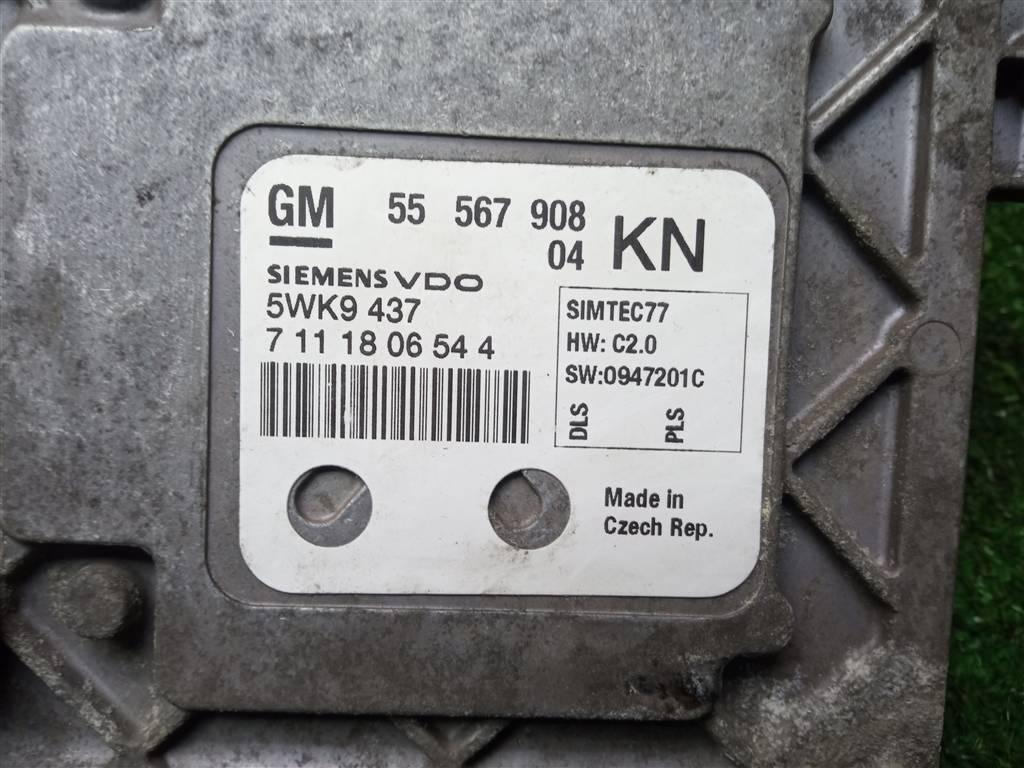 GM 55 567 908
04 KN
SIEMENS VDO
5WK9 437
7 11 18 06 54 4
SIMTEC77
HW: C2.0
SW:0947201C
DLS PLS
Made in
Czech Rep.